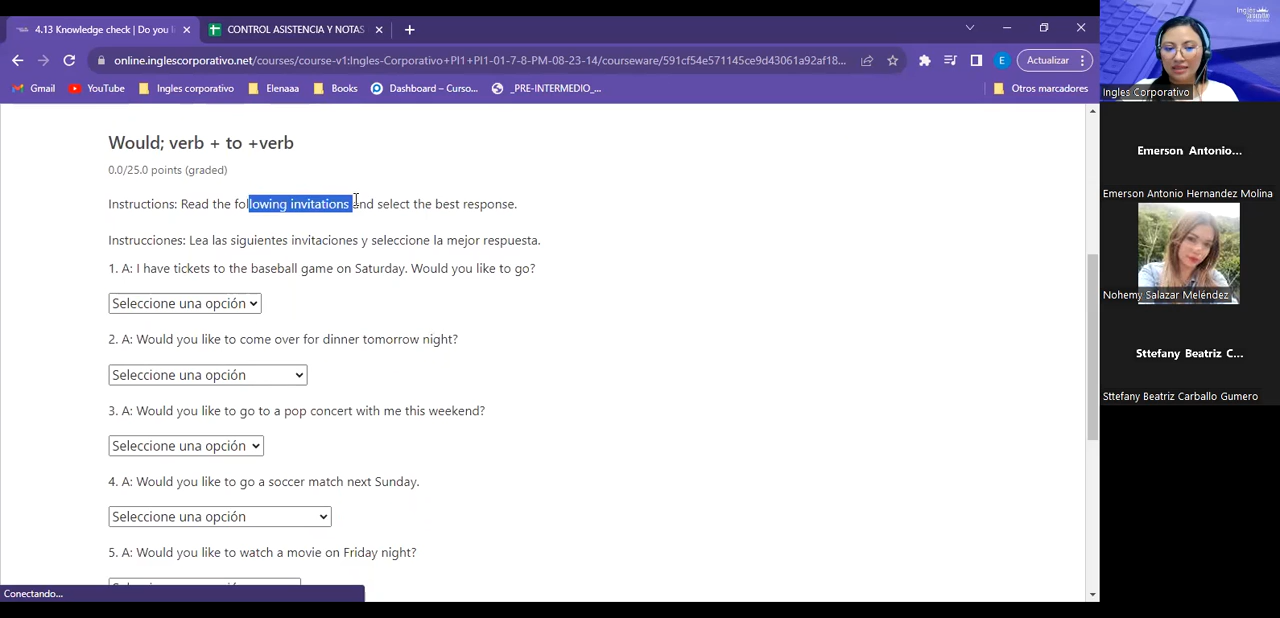 4.13 Knowledge check | Do you l
CONTROL ASISTENCIA Y NOTAS
online.inglescorporativo.net/courses/course-v1:Ingles-Corporativo+PI1+PI1-01-7-8-PM-08-23-14/courseware/591cf54e571145ce9d43061a92af18...
E
Actualizar
Gmail
YouTube
Ingles corporativo
Elenaaa
Books
Dashboard – Curso...
_PRE-INTERMEDIO_...
Otros marcadores
Would; verb + to +verb
0.0/25.0 points (graded)
Instructions: Read the following invitations and select the best response.
Instrucciones: Lea las siguientes invitaciones y seleccione la mejor respuesta.
1. A: I have tickets to the baseball game on Saturday. Would you like to go?
Seleccione una opción
2. A: Would you like to come over for dinner tomorrow night?
Seleccione una opción
3. A: Would you like to go to a pop concert with me this weekend?
Seleccione una opción
4. A: Would you like to go a soccer match next Sunday.
Seleccione una opción
5. A: Would you like to watch a movie on Friday night?
Conectando...
Ingles Corporativo
Emerson Antonio...
Emerson Antonio Hernandez Molina
Nohemy Salazar Meléndez
Sttefany Beatriz C...
Sttefany Beatriz Carballo Gumero